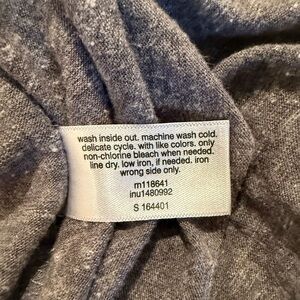 wash inside out. machine wash cold.
delicate cycle. with like colors. only
non-chlorine bleach when needed.
line dry. low iron, if needed. iron
wrong side only.
m118641
inu1480992
S 164401